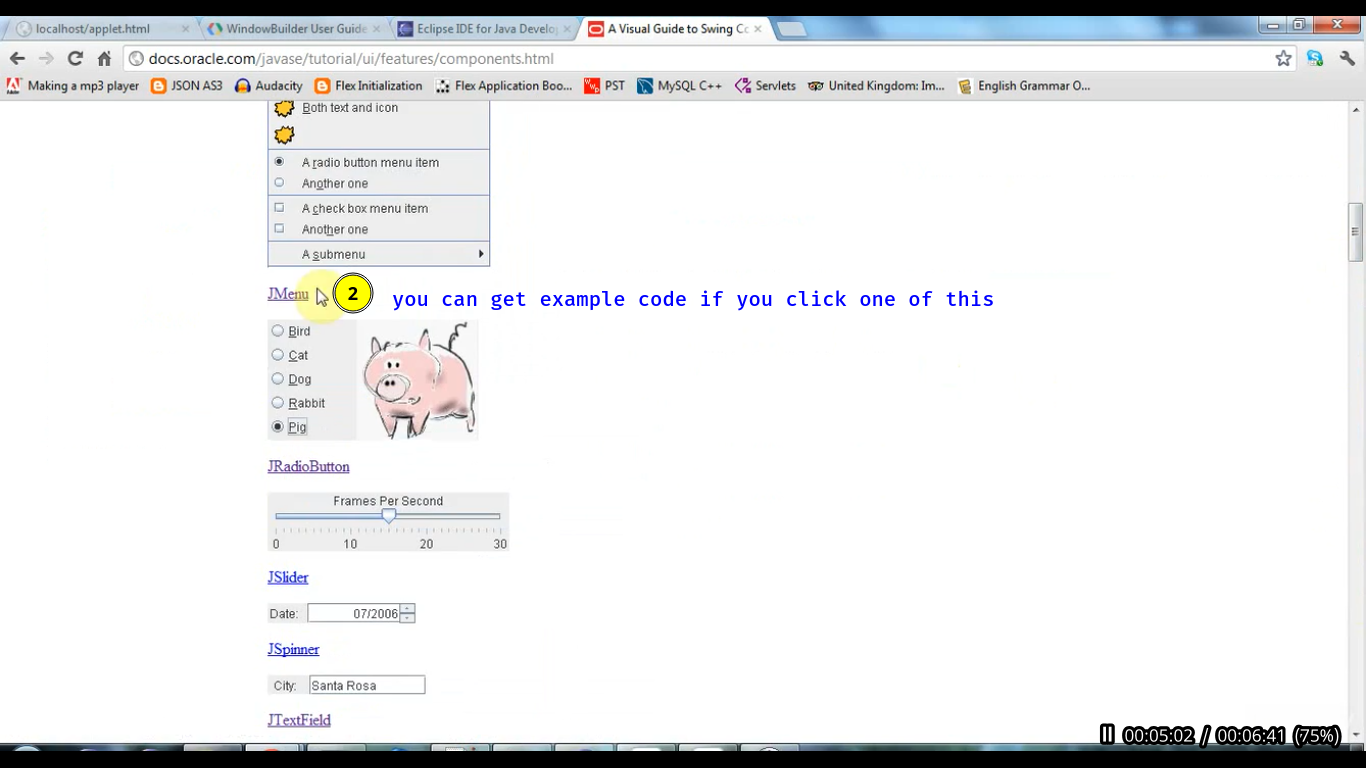 localhost/applet.html
WindowBuilder User Guide
Eclipse IDE for Java Develop
A Visual Guide to Swing Co
docs.oracle.com/javase/tutorial/ui/features/components.html
Making a mp3 player
JSON AS3
Audacity
Flex Initialization
Flex Application Boo...
PST
MySQL C++
Servlets
United Kingdom: Im...
English Grammar O...
Both text and icon
A radio button menu item
Another one
A check box menu item
Another one
A submenu
JMenu
2
you can get example code if you click one of this
Bird
Cat
Dog
Rabbit
Pig
JRadioButton
Frames Per Second
0 10 20 30
JSlider
Date: 07/2006
JSpinner
City: Santa Rosa
JTextField
00:05:02 / 00:06:41 (75%)